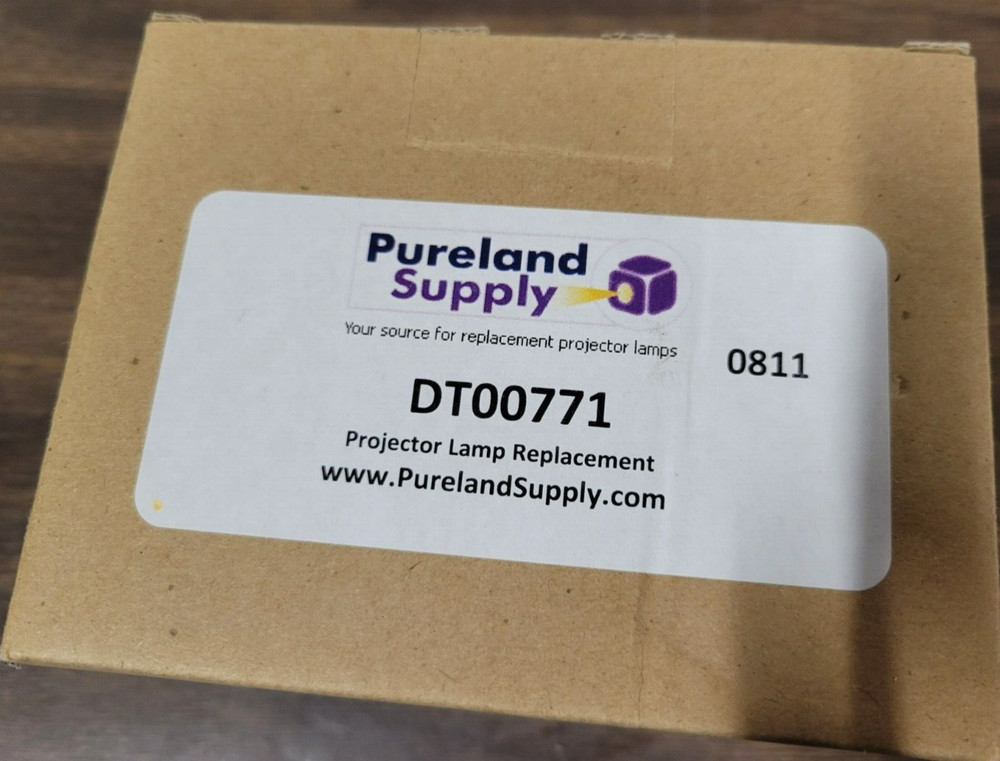 Pureland
Supply
Your source for replacement projector lamps
0811
DT00771
Projector Lamp Replacement
www.PurelandSupply.com